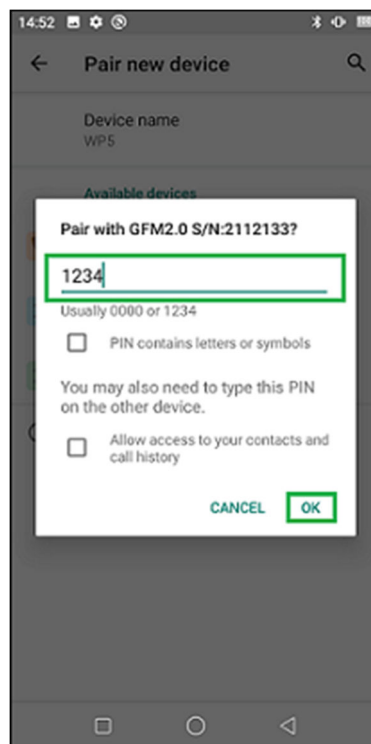 14:52
Pair new device
Device name
WP5
Available devices
Pair with GFM2.0 S/N:2112133?
1234
Usually 0000 or 1234
PIN contains letters or symbols
You may also need to type this PIN
on the other device.
Allow access to your contacts and
call history
CANCEL OK